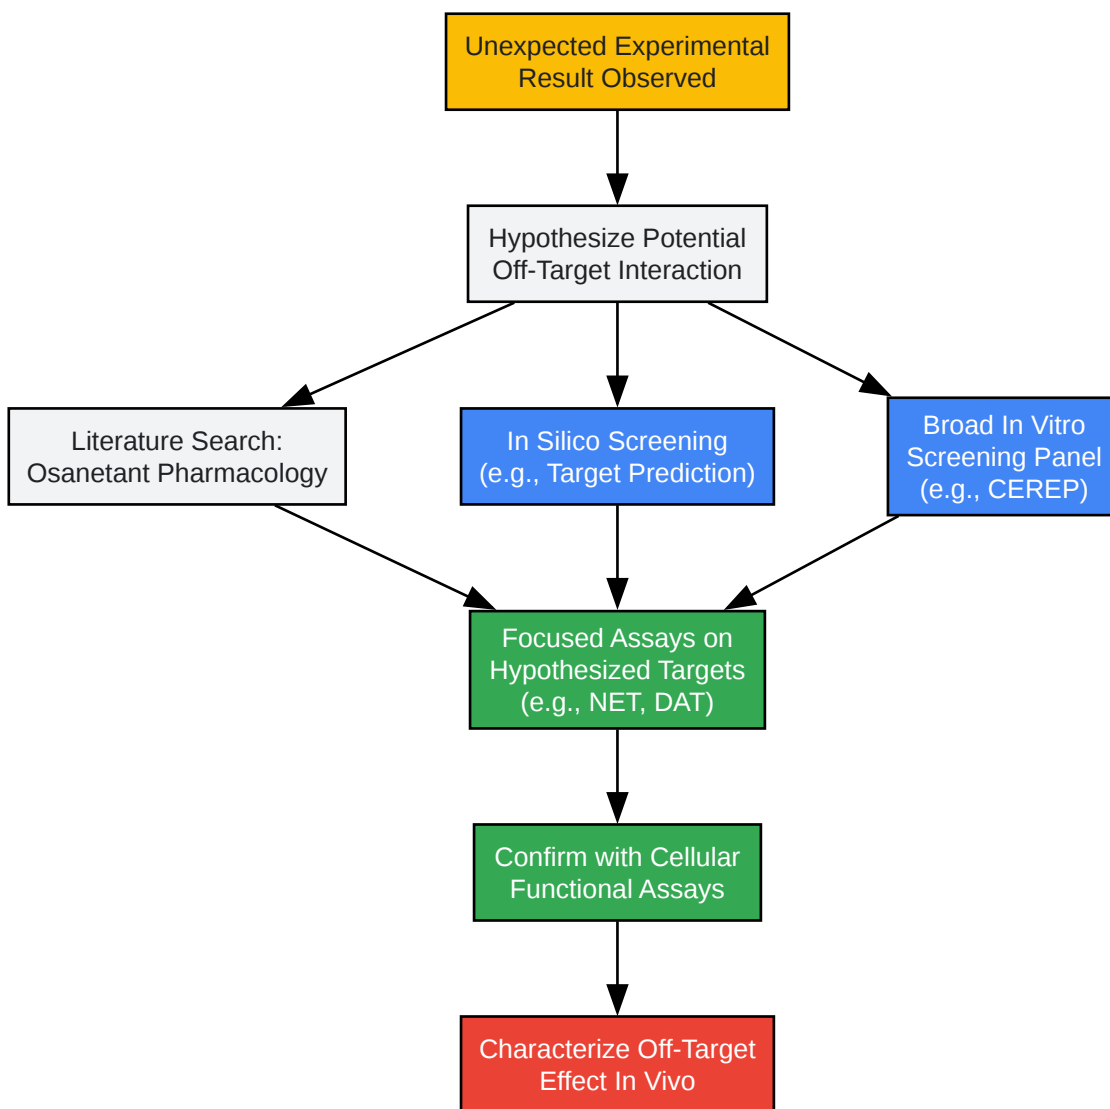 Unexpected Experimental
Result Observed
Hypothesize Potential
Off-Target Interaction
Literature Search:
Osanetant Pharmacology
In Silico Screening
(e.g., Target Prediction)
Broad In Vitro
Screening Panel
(e.g., CEREP)
Focused Assays on
Hypothesized Targets
(e.g., NET, DAT)
Confirm with Cellular
Functional Assays
Characterize Off-Target
Effect In Vivo